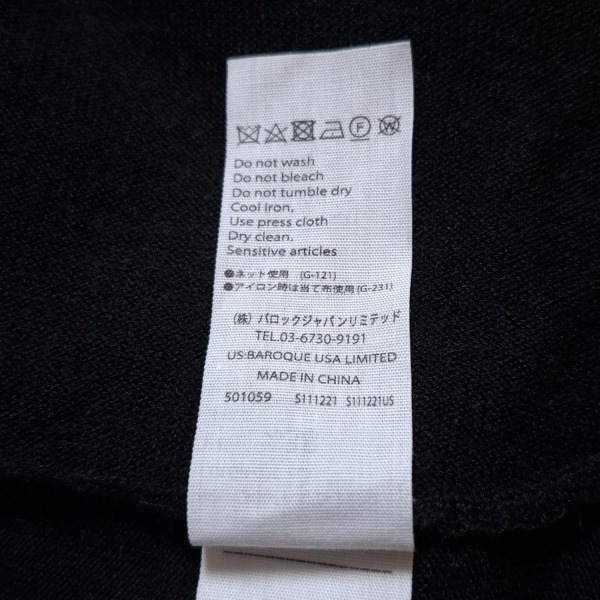 Do not wash
Do not bleach
Do not tumble dry
Cool iron,
Use press cloth
Dry clean,
Sensitive articles
●ネット使用 (G-121)
●アイロン時は当て布使用(G-231)
(株) バロックジャパンリミテッド
TEL.03-6730-9191
US:BAROQUE USA LIMITED
MADE IN CHINA
501059 S111221 S111221US